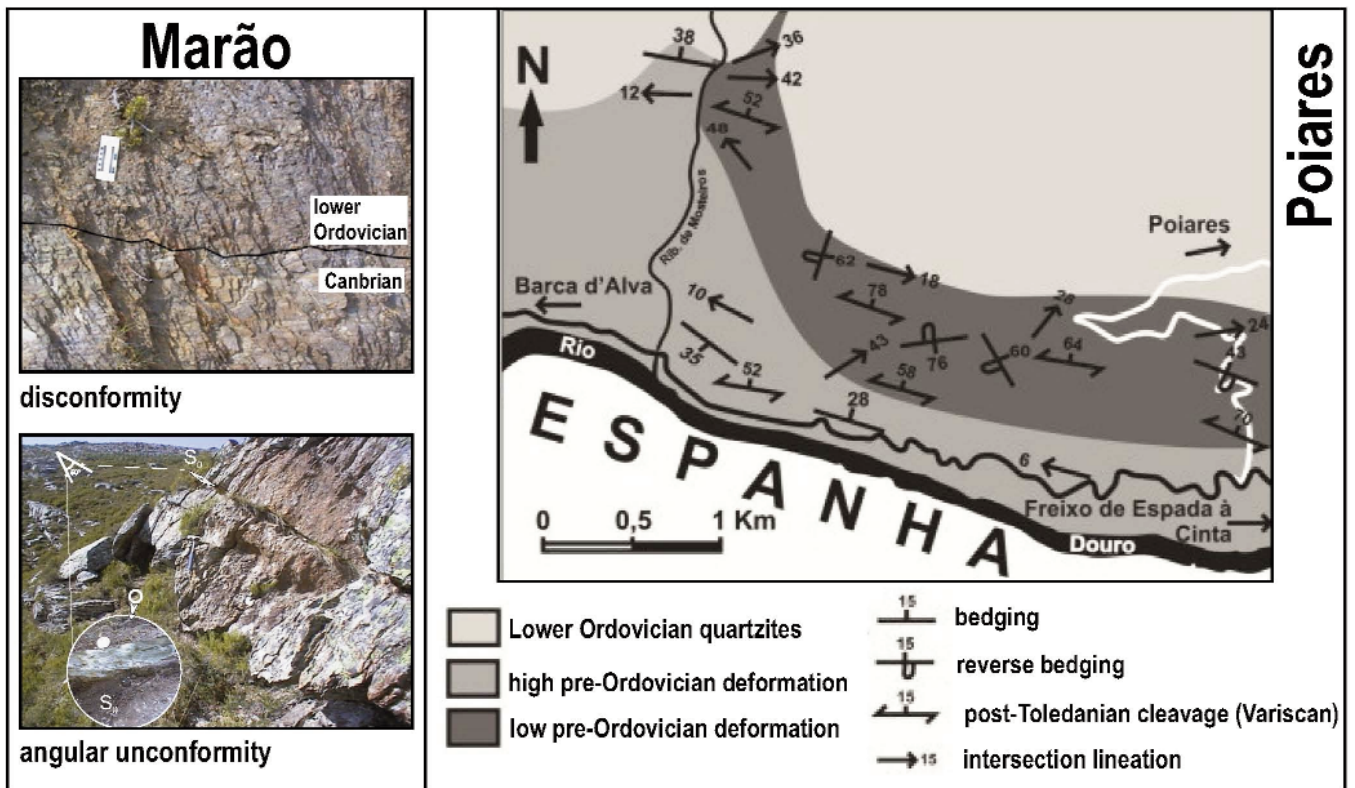 Marão
lower
Ordovician
Canbrian
disconformity
S₀
O
S₀
angular unconformity
Poiares
N
38
36
42
12
52
48
Rib. de Mosteiros
62
18
78
Poiares
Barca d'Alva
10
28
24
43
35
43
76
60
64
Rio
52
58
28
70
ESPANHA
6
Freixo de Espada à
Cinta
Douro
0 0,5 1 Km
Lower Ordovician quartzites
high pre-Ordovician deformation
low pre-Ordovician deformation
15 bedging
15 reverse bedging
15 post-Toledanian cleavage (Variscan)
15 intersection lineation